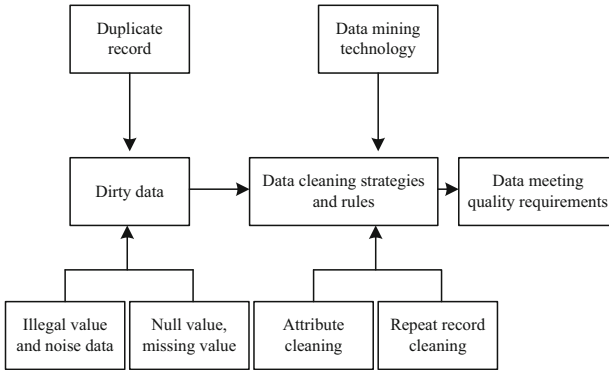 Duplicate
record
Data mining
technology
Dirty data
Data cleaning strategies
and rules
Data meeting
quality requirements
Illegal value
and noise data
Null value,
missing value
Attribute
cleaning
Repeat record
cleaning